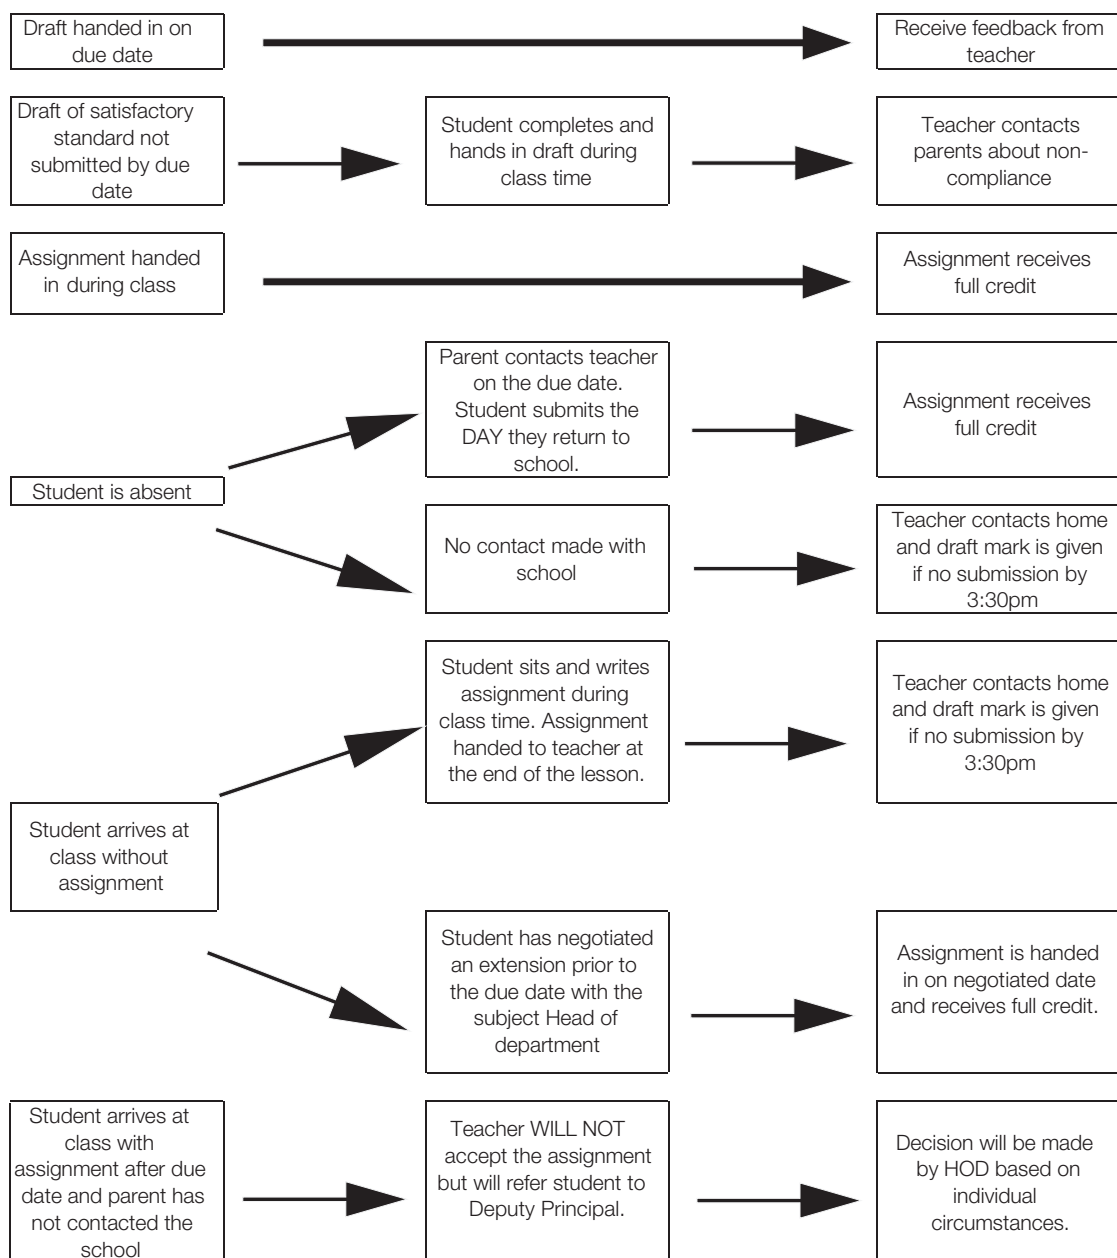 Draft handed in on
due date
Receive feedback from
teacher
Draft of satisfactory
standard not
submitted by due
date
Student completes and
hands in draft during
class time
Teacher contacts
parents about non-
compliance
Assignment handed
in during class
Assignment receives
full credit
Student is absent
Parent contacts teacher
on the due date.
Student submits the
DAY they return to
school.
Assignment receives
full credit
No contact made with
school
Teacher contacts home
and draft mark is given
if no submission by
3:30pm
Student arrives at
class without
assignment
Student sits and writes
assignment during
class time. Assignment
handed to teacher at
the end of the lesson.
Teacher contacts home
and draft mark is given
if no submission by
3:30pm
Student has negotiated
an extension prior to
the due date with the
subject Head of
department
Assignment is handed
in on negotiated date
and receives full credit.
Student arrives at
class with
assignment after due
date and parent has
not contacted the
school
Teacher WILL NOT
accept the assignment
but will refer student to
Deputy Principal.
Decision will be made
by HOD based on
individual
circumstances.